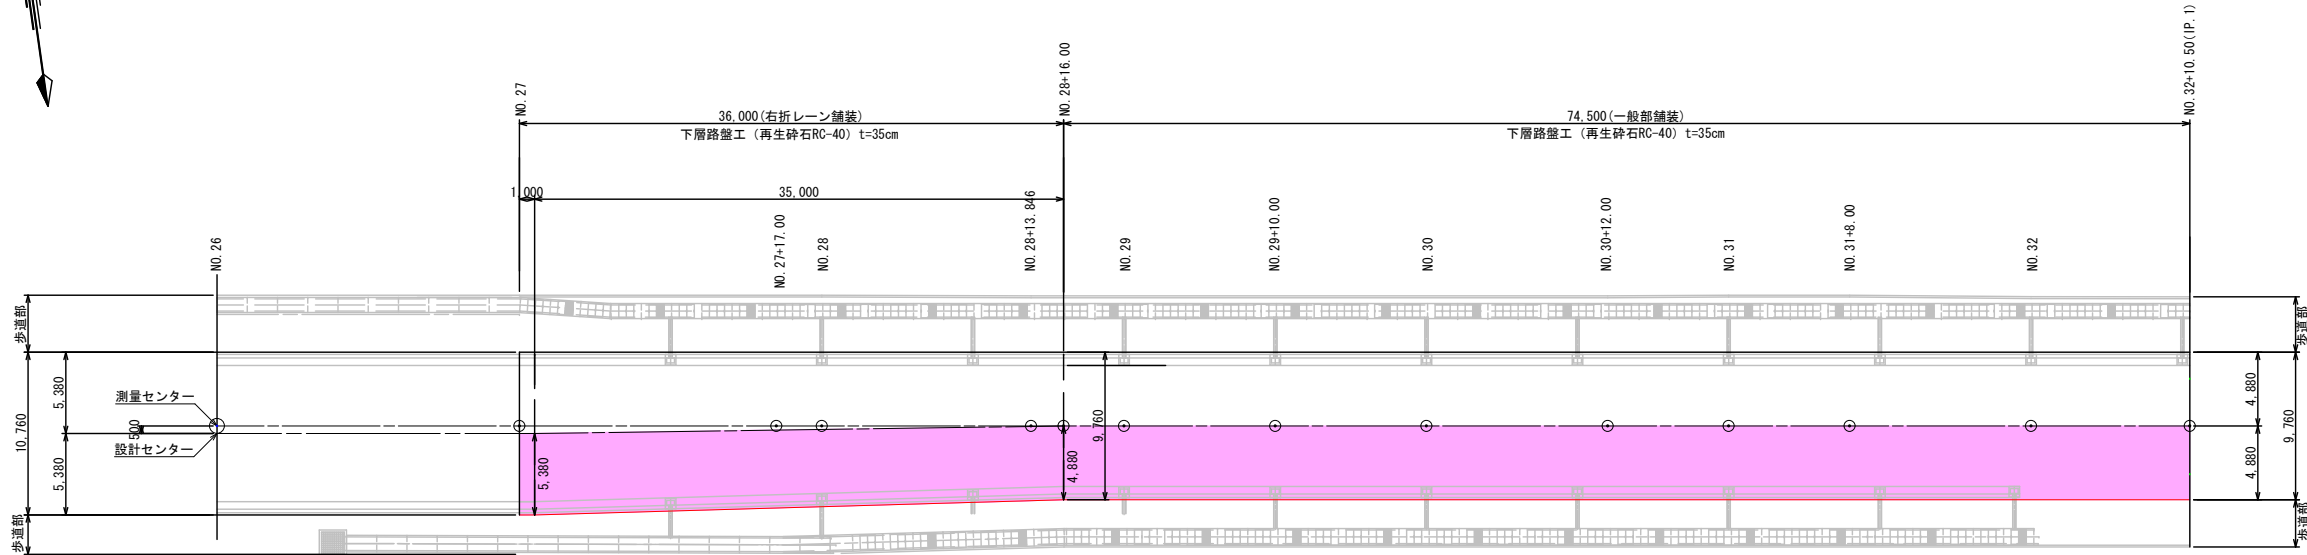 NO.27
NO.28+16.00
NO.32+10.50(IP.1)
36,000(右折レーン舗装)
下層路盤工（再生砕石RC-40）t=35cm
74,500(一般部舗装)
下層路盤工（再生砕石RC-40）t=35cm
1,000
35,000
NO.26
NO.27+17.00
NO.28
NO.28+13.846
NO.29
NO.29+10.00
NO.30
NO.30+12.00
NO.31
NO.31+8.00
NO.32
歩道部
歩道部
5,380
4,880
測量センター
500
設計センター
10,760
9,760
9,760
5,380
5,380
4,880
4,880
歩道部
歩道部